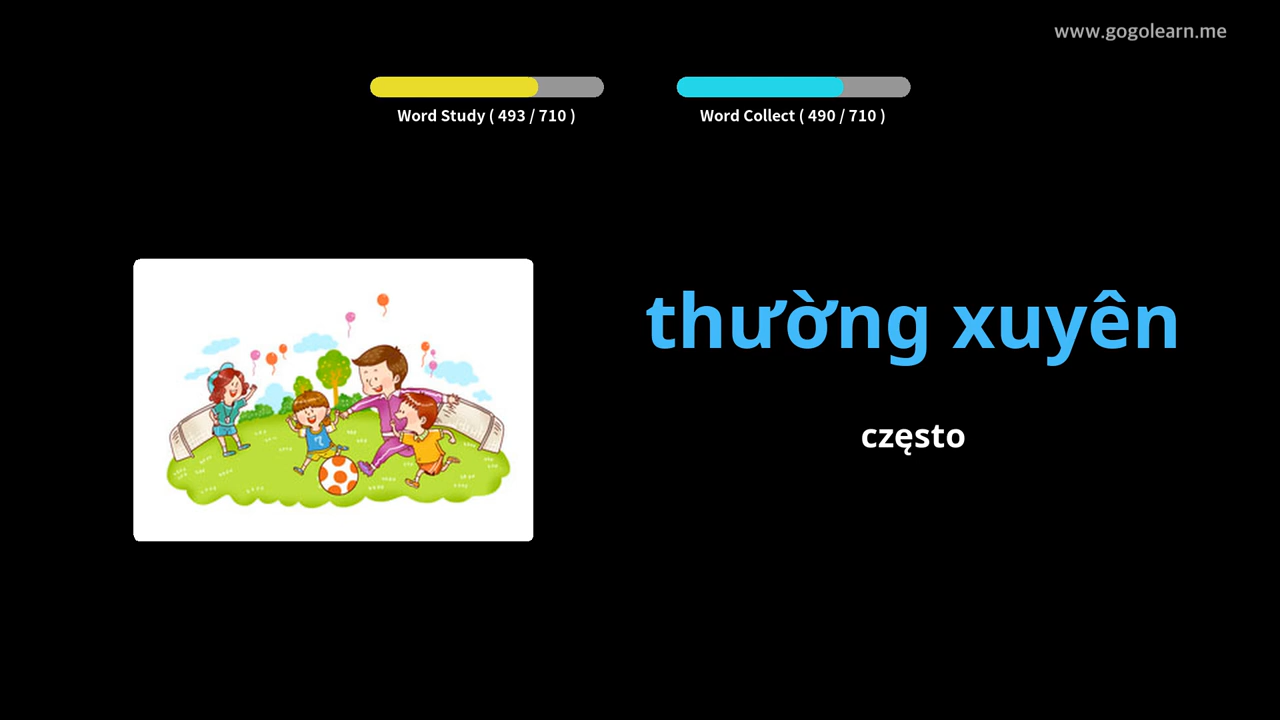 www.gogolearn.me
Word Study ( 493 / 710 )
Word Collect ( 490 / 710 )
thường xuyên
często